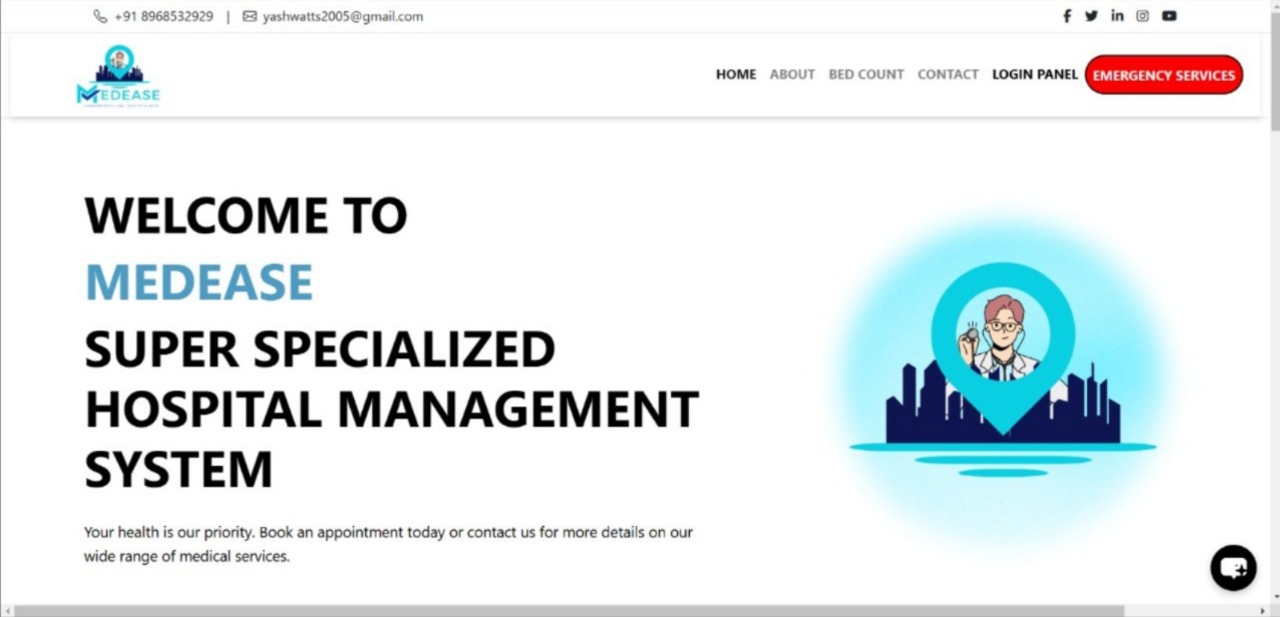 +91 8968532929 | yashwatts2005@gmail.com
MEDEASE
HOME ABOUT BED COUNT CONTACT LOGIN PANEL EMERGENCY SERVICES
WELCOME TO
MEDEASE
SUPER SPECIALIZED
HOSPITAL MANAGEMENT
SYSTEM
Your health is our priority. Book an appointment today or contact us for more details on our
wide range of medical services.